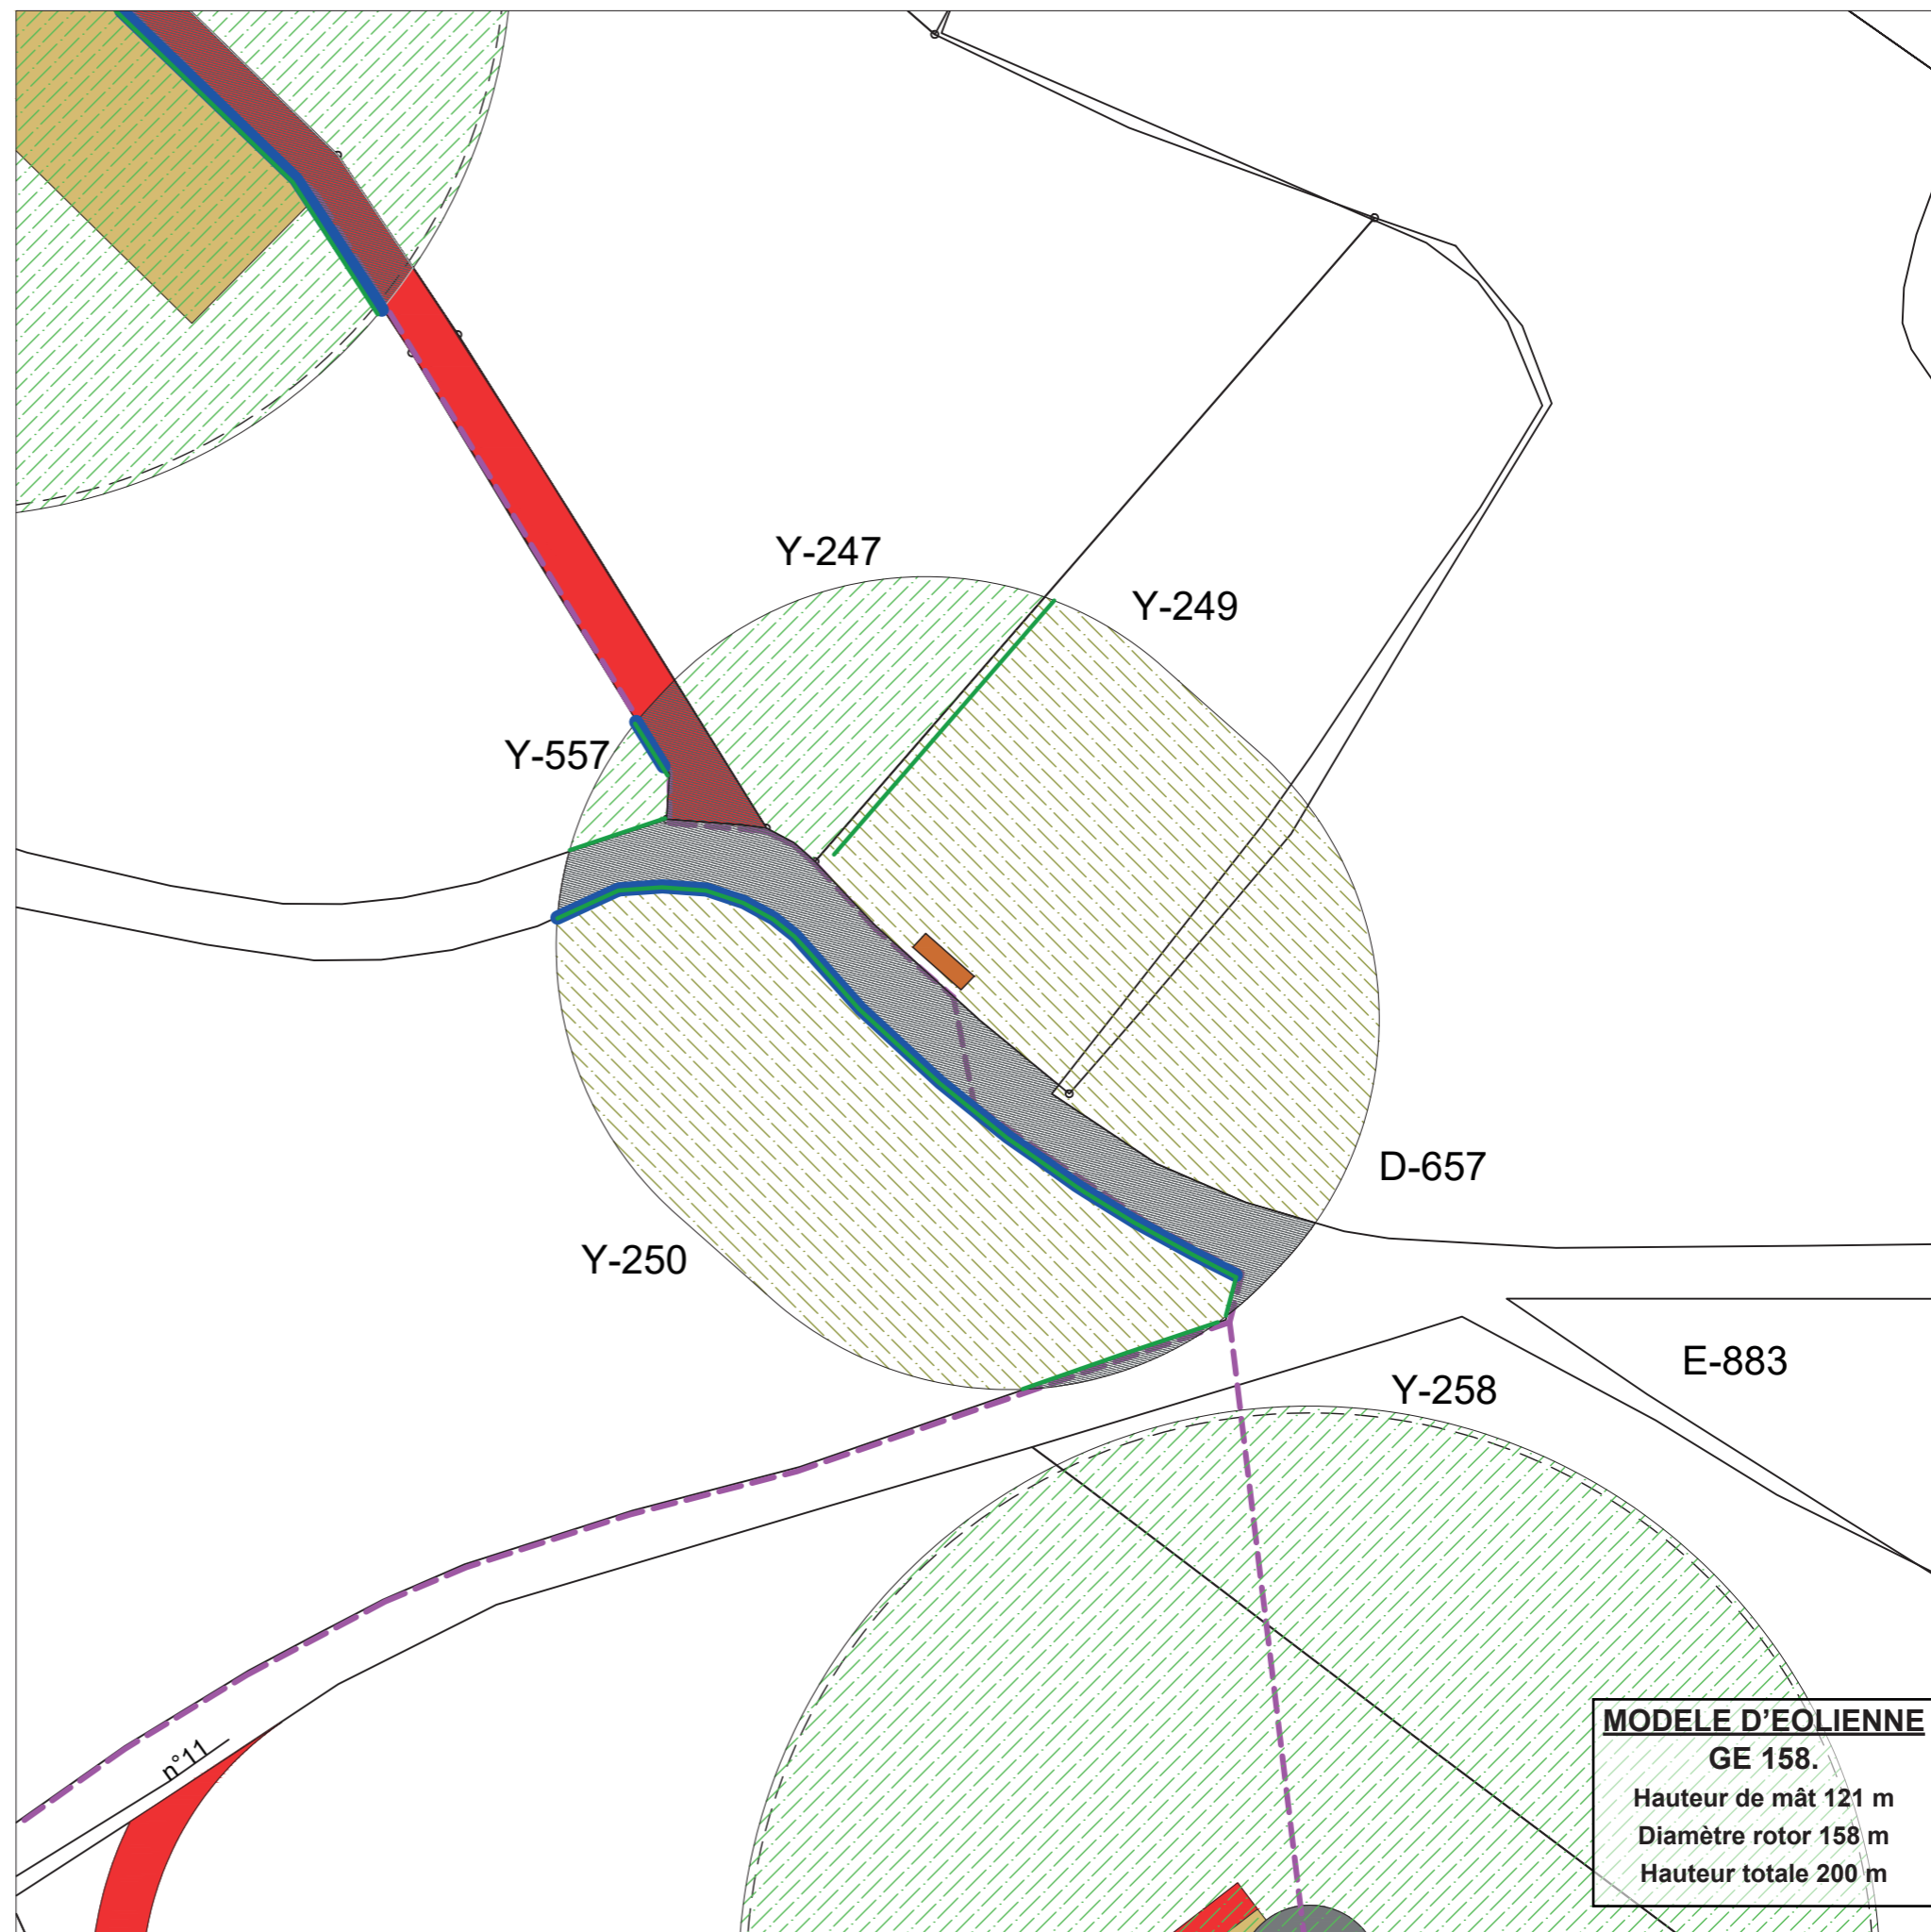 Y-247
Y-249
Y-557
D-657
Y-250
E-883
Y-258
n°11
MODELE D'EOLIENNE
GE 158.
Hauteur de mât 121 m
Diamètre rotor 158 m
Hauteur totale 200 m